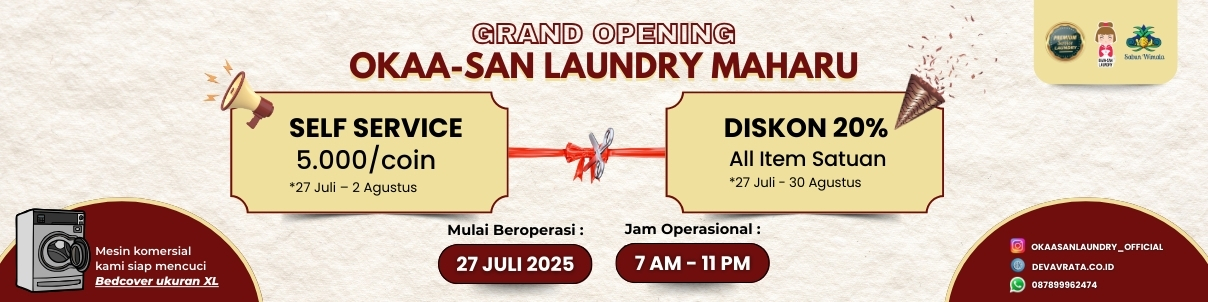 GRAND OPENING
OKAA-SAN LAUNDRY MAHARU
SELF SERVICE
5.000/coin
*27 Juli – 2 Agustus
DISKON 20%
All Item Satuan
*27 Juli - 30 Agustus
Mulai Beroperasi :
27 JULI 2025
Jam Operasional :
7 AM - 11 PM
Mesin komersial
kami siap mencuci
Bedcover ukuran XL
OKAASANLAUNDRY_OFFICIAL
DEVAVRATA.CO.ID
087899962474